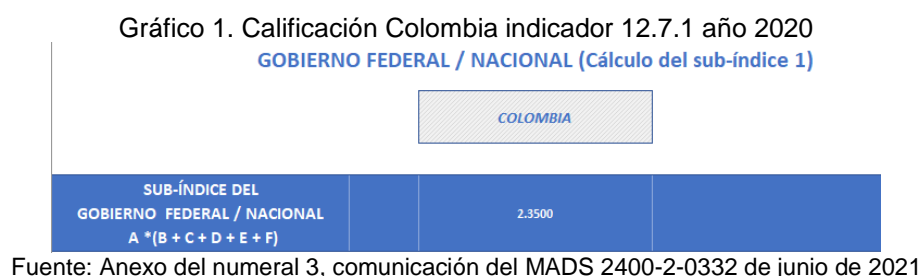 Gráfico 1. Calificación Colombia indicador 12.7.1 año 2020
GOBIERNO FEDERAL / NACIONAL (Cálculo del sub-índice 1)
COLOMBIA
SUB-ÍNDICE DEL
GOBIERNO FEDERAL / NACIONAL
A *(B + C + D + E + F)
2.3500
Fuente: Anexo del numeral 3, comunicación del MADS 2400-2-0332 de junio de 2021